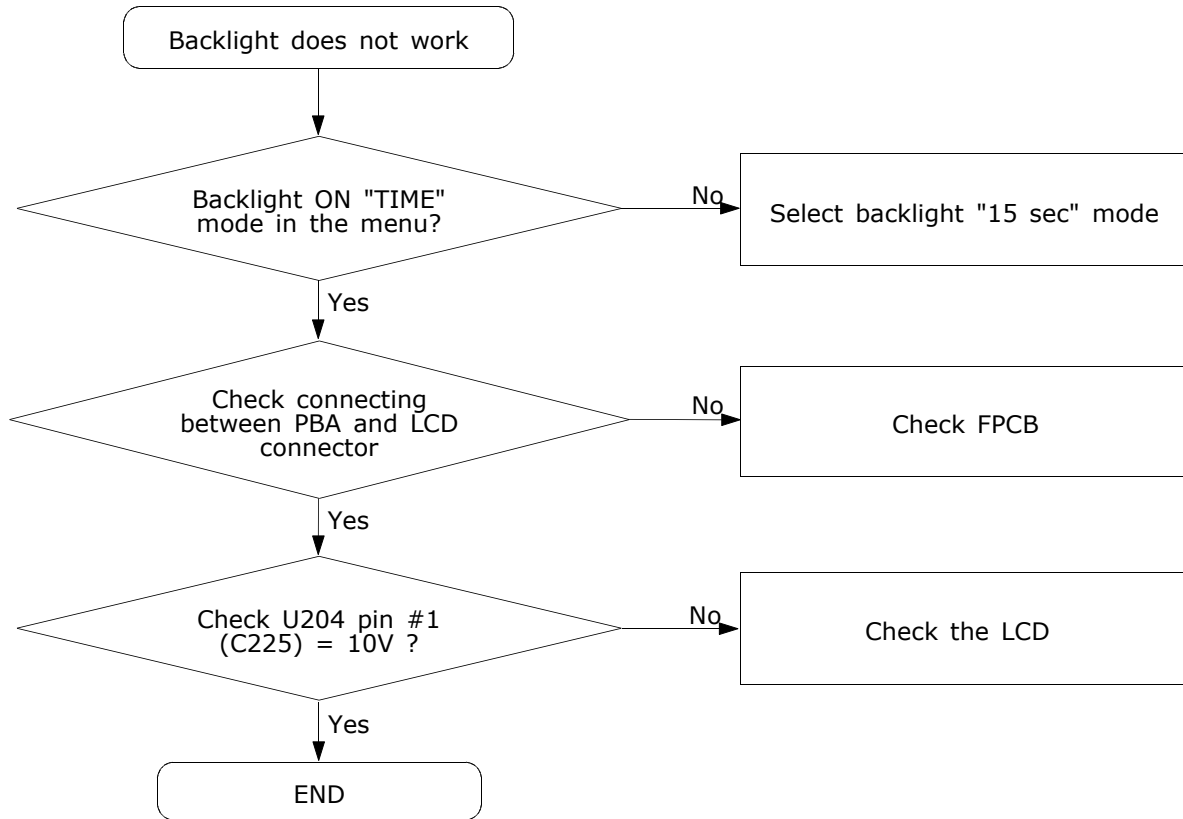 Backlight does not work
Backlight ON "TIME"
mode in the menu?
No
Select backlight "15 sec" mode
Yes
Check connecting
between PBA and LCD
connector
No
Check FPCB
Yes
Check U204 pin #1
(C225) = 10V ?
No
Check the LCD
Yes
END